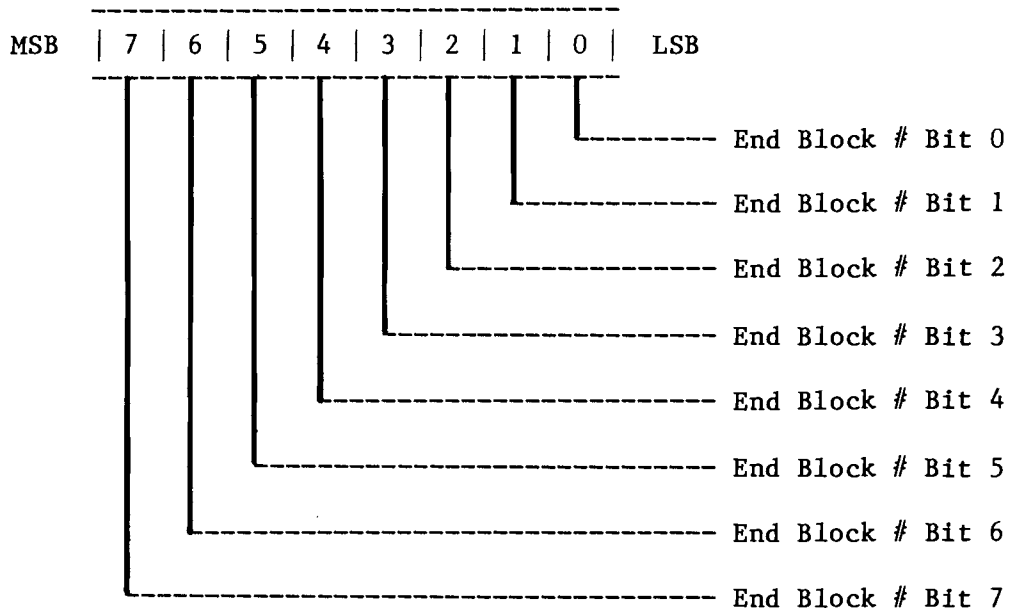 MSB | 7 | 6 | 5 | 4 | 3 | 2 | 1 | 0 | LSB
End Block # Bit 0
End Block # Bit 1
End Block # Bit 2
End Block # Bit 3
End Block # Bit 4
End Block # Bit 5
End Block # Bit 6
End Block # Bit 7